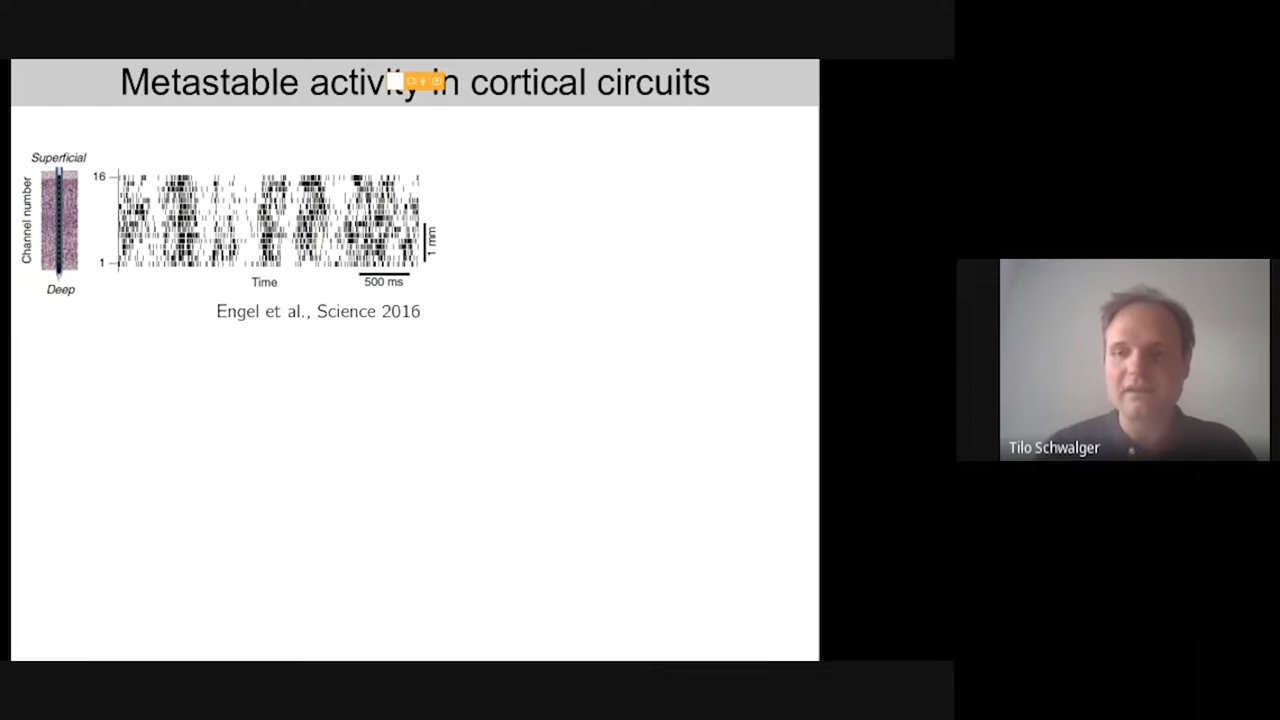 Metastable activity in cortical circuits
Superficial
Channel number
Deep
16
1
Time
500 ms
1 mm
Engel et al., Science 2016
Tilo Schwalger